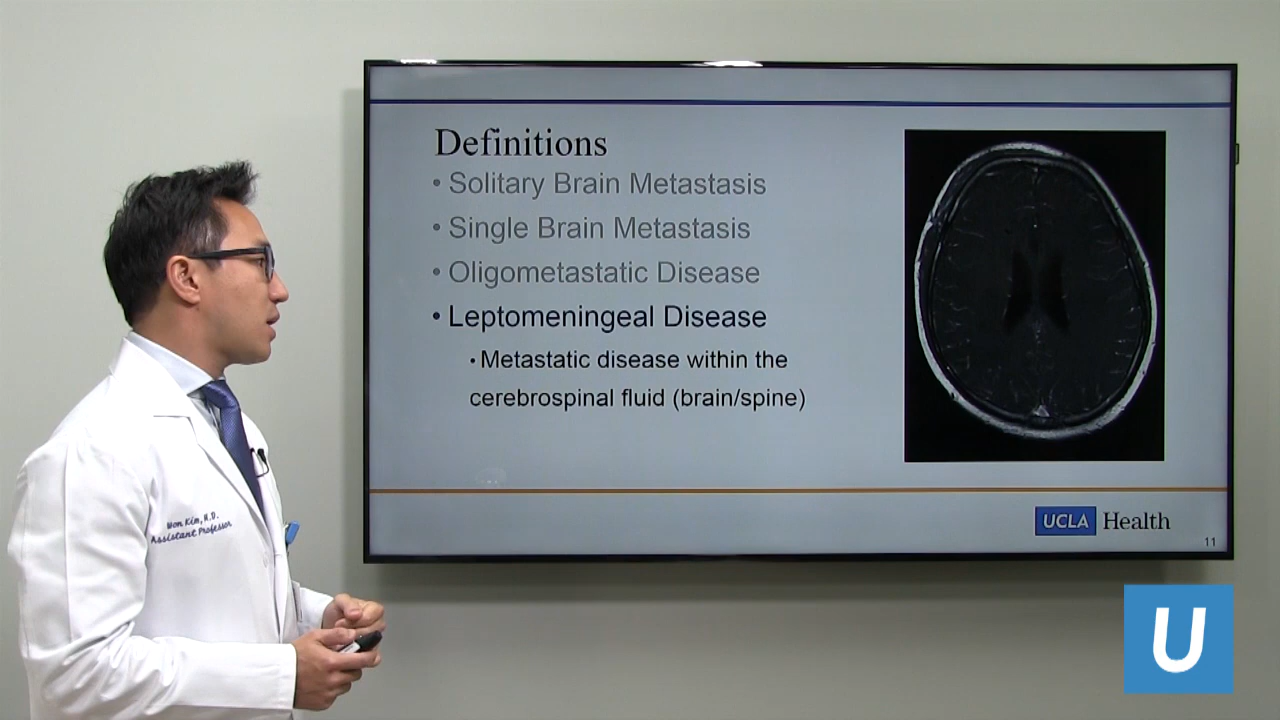 Definitions
• Solitary Brain Metastasis
• Single Brain Metastasis
• Oligometastatic Disease
• Leptomeningeal Disease
• Metastatic disease within the
cerebrospinal fluid (brain/spine)
UCLA Health
11
Won Kim, M.D.
Assistant Professor
U